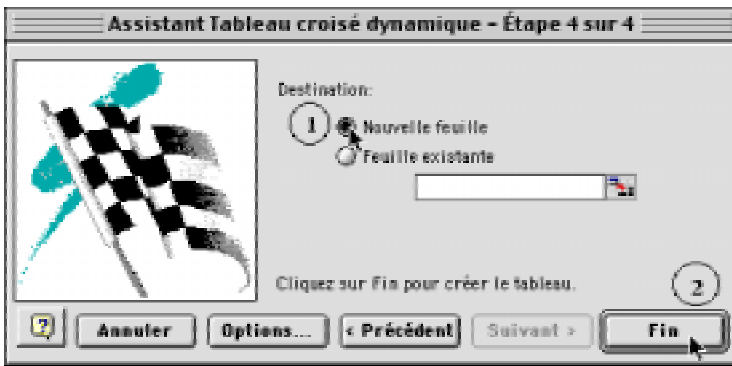 Assistant Tableau croisé dynamique – Étape 4 sur 4
Destination:
1 Nouvelle feuille
Feuille existante
Cliquez sur Fin pour créer le tableau.
2
Annuler Options... < Précédent Suivant > Fin